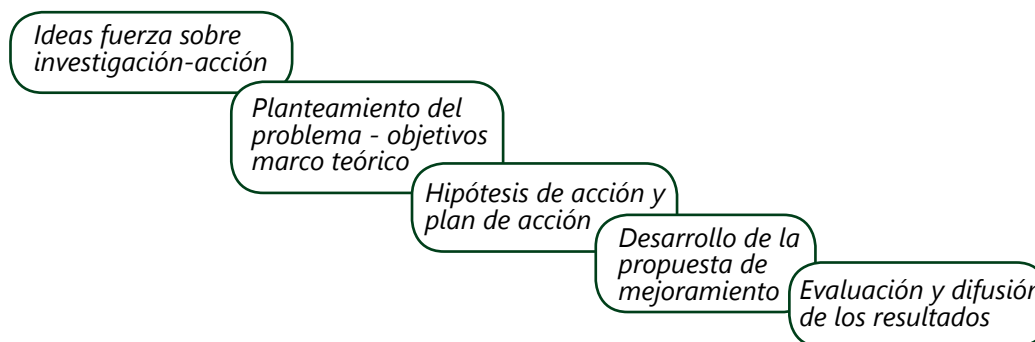 Ideas fuerza sobre
investigación-acción
Planteamiento del
problema - objetivos
marco teórico
Hipótesis de acción y
plan de acción
Desarrollo de la
propuesta de
mejoramiento
Evaluación y difusión
de los resultados